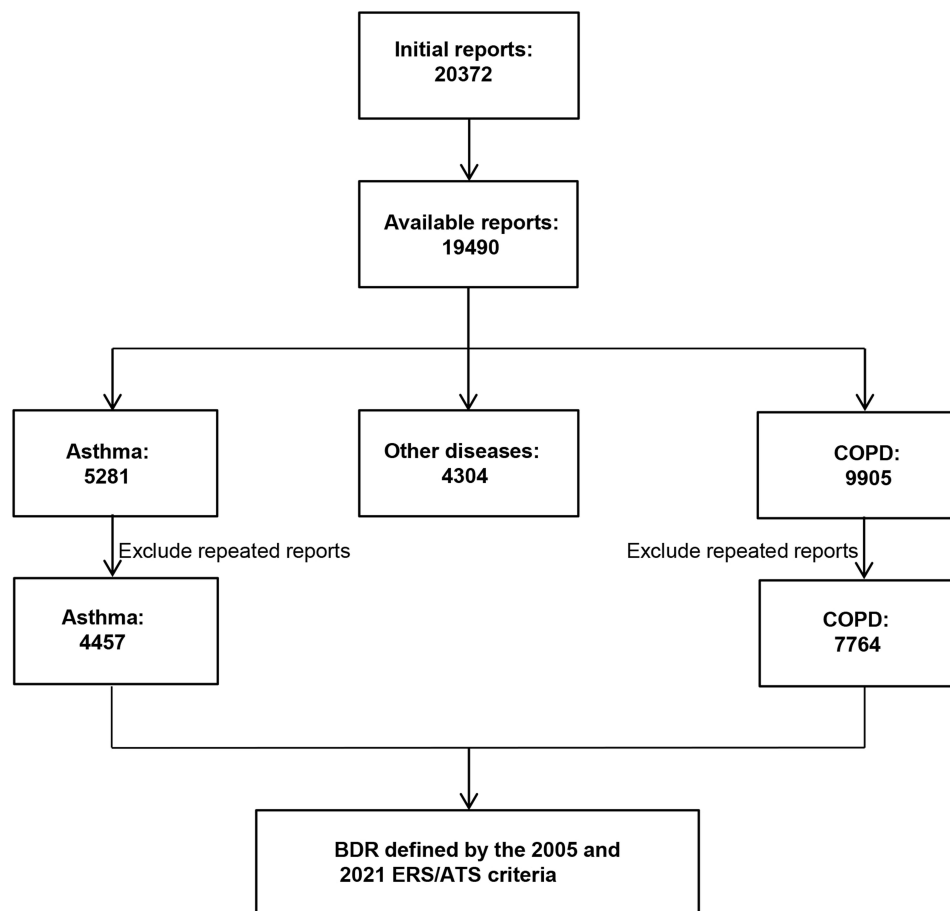 Initial reports:
20372
Available reports:
19490
Asthma:
5281
Other diseases:
4304
COPD:
9905
Exclude repeated reports
Exclude repeated reports
Asthma:
4457
COPD:
7764
BDR defined by the 2005 and
2021 ERS/ATS criteria